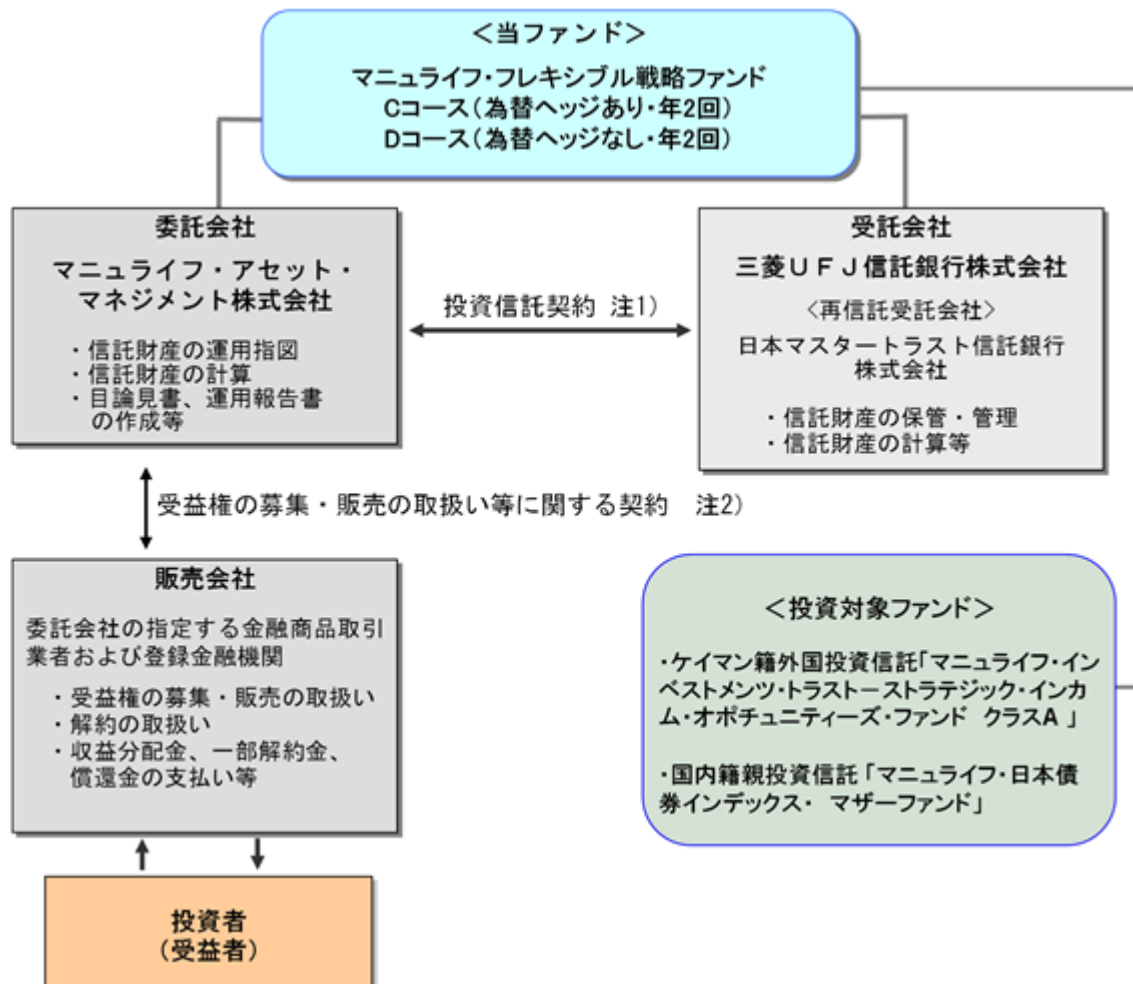 ＜当ファンド＞
マニュライフ・フレキシブル戦略ファンド
Cコース（為替ヘッジあり・年2回）
Dコース（為替ヘッジなし・年2回）
委託会社
マニュライフ・アセット・
マネジメント株式会社
・信託財産の運用指図
・信託財産の計算
・目論見書、運用報告書
の作成等
投資信託契約 注1）
受託会社
三菱ＵＦＪ信託銀行株式会社
〈再信託受託会社〉
日本マスタートラスト信託銀行
株式会社
・信託財産の保管・管理
・信託財産の計算等
受益権の募集・販売の取扱い等に関する契約　注2）
販売会社
委託会社の指定する金融商品取引
業者および登録金融機関
・受益権の募集・販売の取扱い
・解約の取扱い
・収益分配金、一部解約金、
償還金の支払い等
＜投資対象ファンド＞
・ケイマン籍外国投資信託「マニュライフ・イン
ベストメンツ・トラスト－ストラテジック・インカ
ム・オポチュニティーズ・ファンド クラスA 」
・国内籍親投資信託「マニュライフ・日本債
券インデックス・ マザーファンド」
投資者
（受益者）